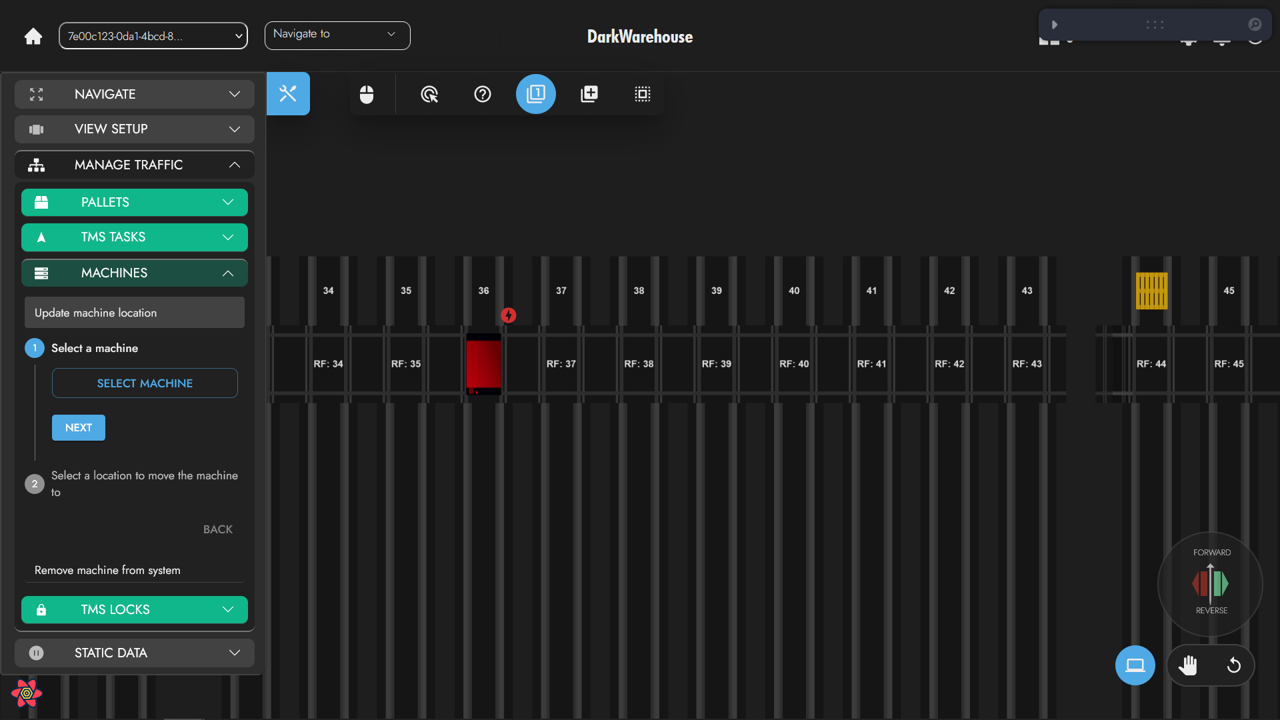 7e00c123-0da1-4bcd-8...
Navigate to
DarkWarehouse
NAVIGATE
VIEW SETUP
MANAGE TRAFFIC
PALLETS
TMS TASKS
MACHINES
Update machine location
1 Select a machine
SELECT MACHINE
NEXT
2 Select a location to move the machine
to
BACK
Remove machine from system
TMS LOCKS
STATIC DATA
1
34 35 36 37 38 39 40 41 42 43 45
RF: 34 RF: 35 RF: 37 RF: 38 RF: 39 RF: 40 RF: 41 RF: 42 RF: 43 RF: 44 RF: 45
FORWARD
REVERSE